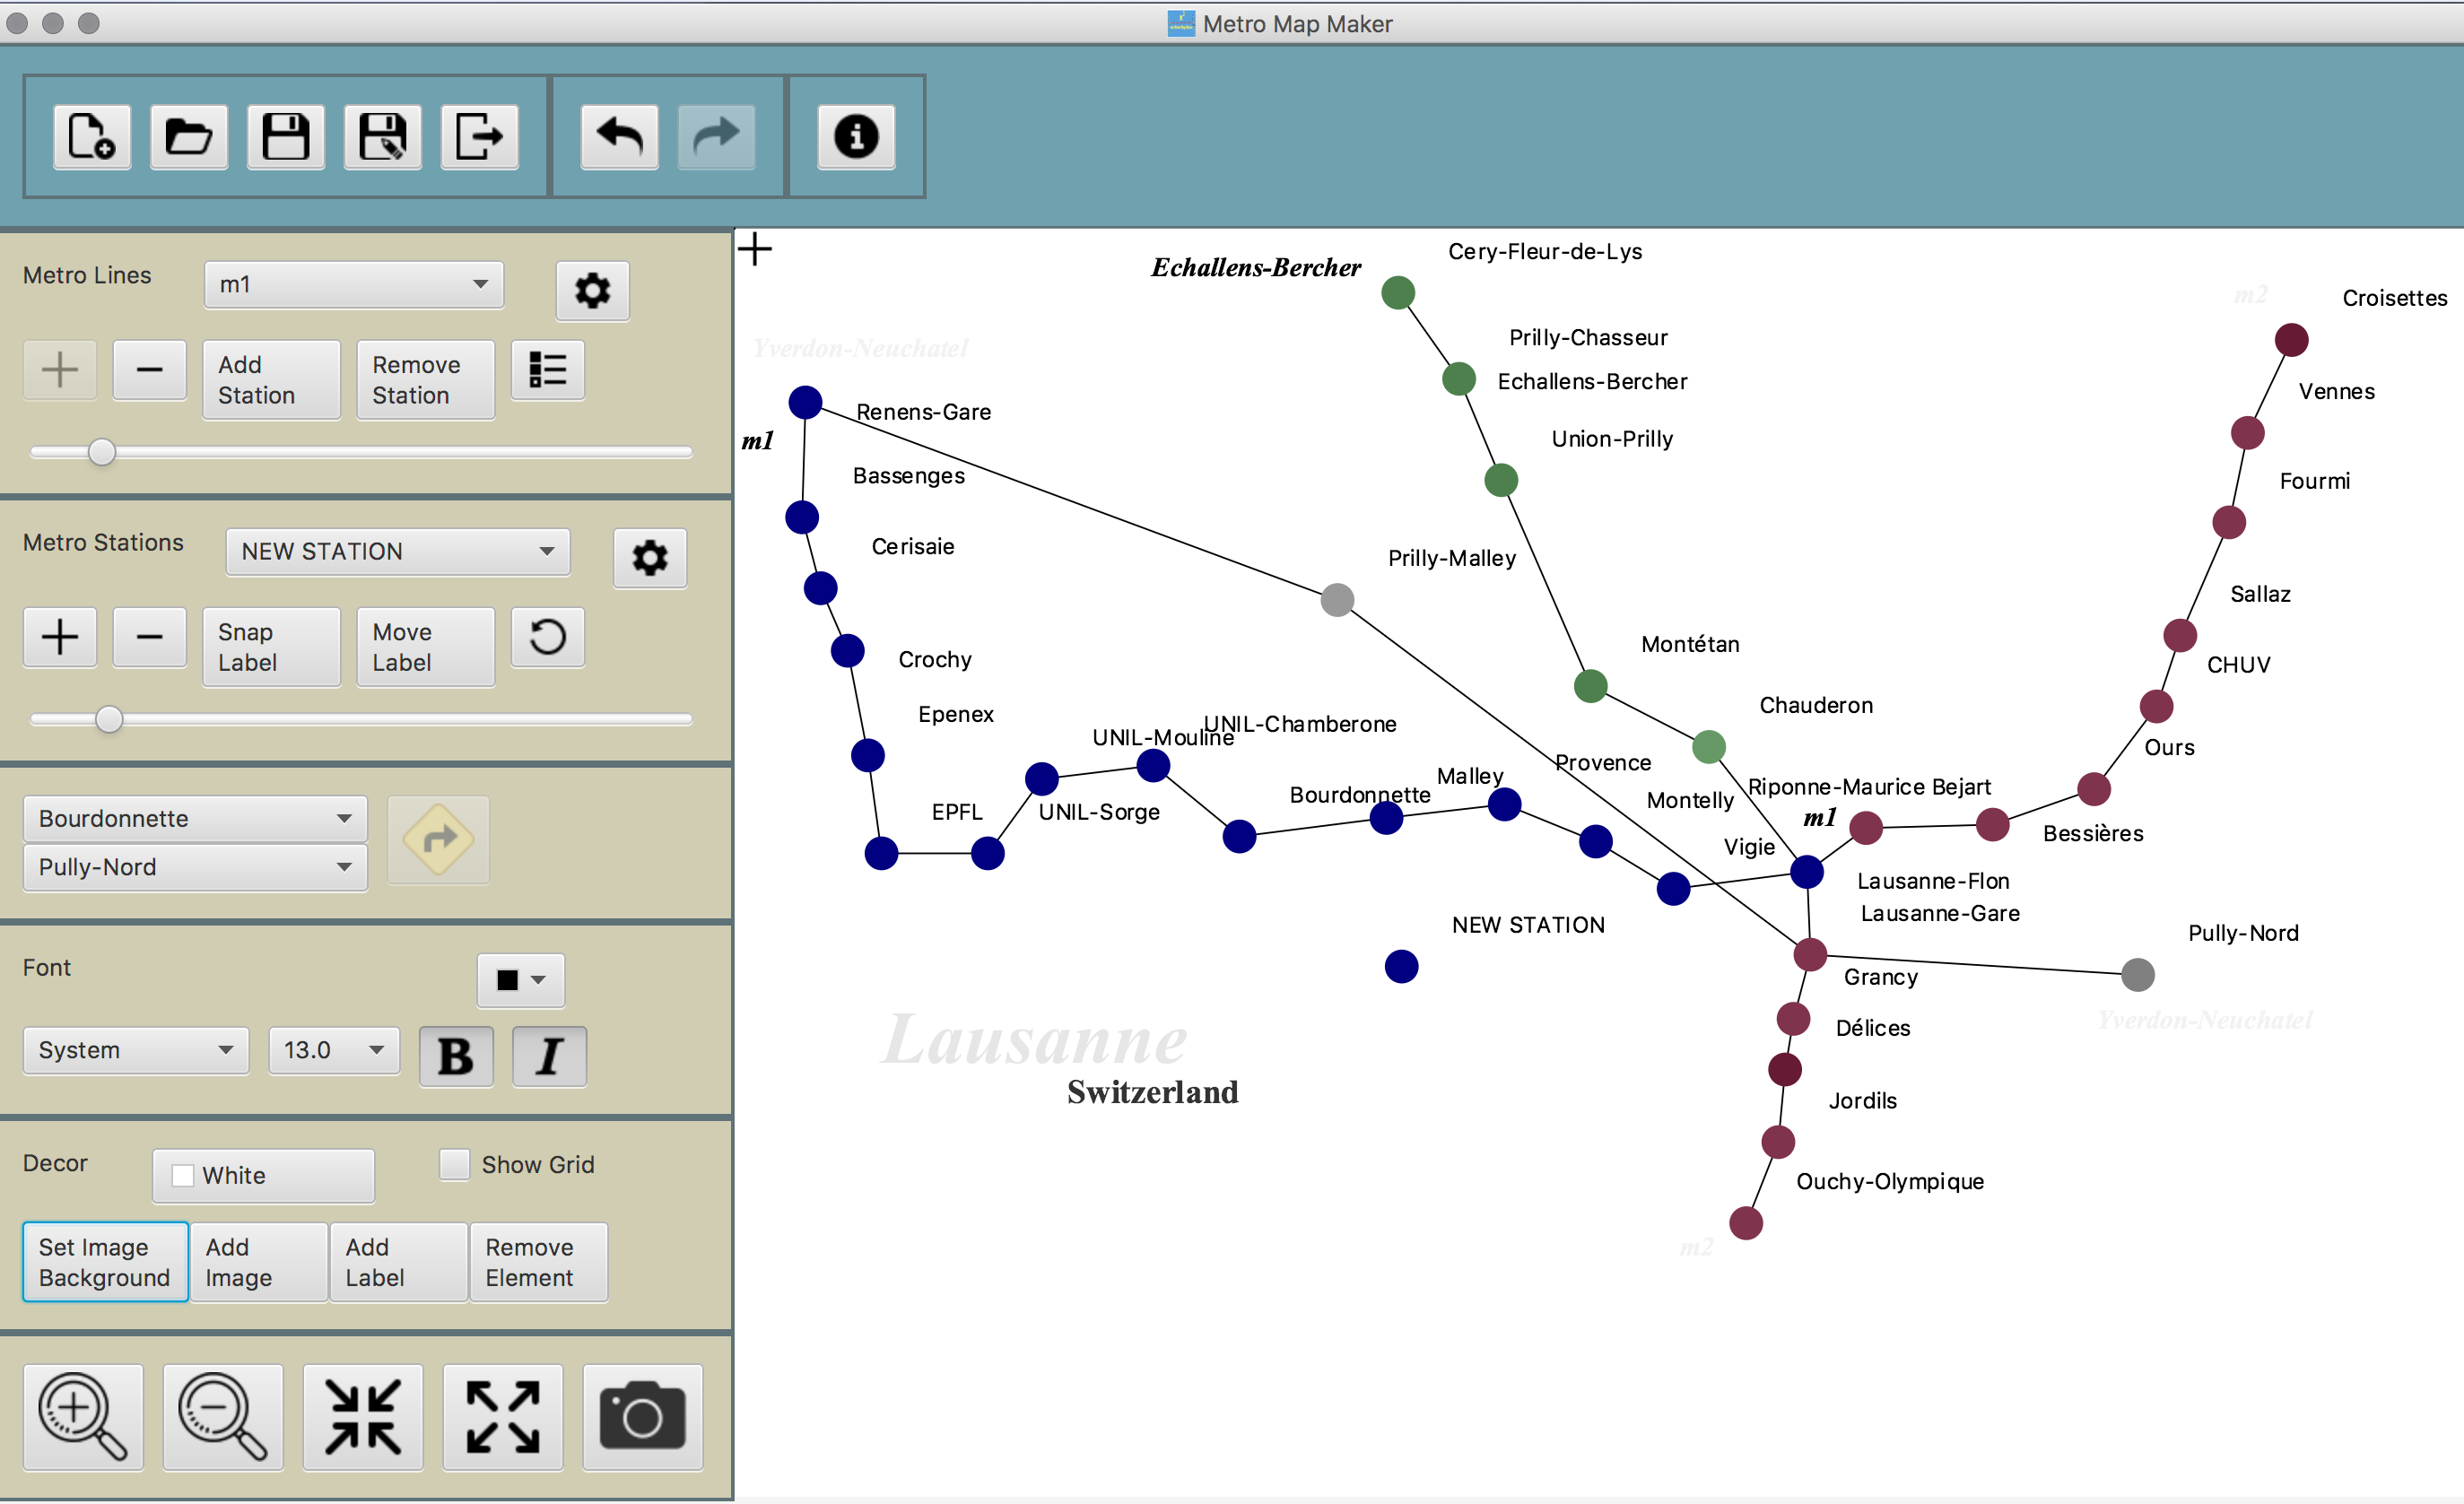 Metro Map Maker
Metro Lines
m1
Add
Station
Remove
Station
Metro Stations
NEW STATION
Snap
Label
Move
Label
Bourdonnette
Pully-Nord
Font
System
13.0
B
I
Decor
White
Show Grid
Set Image
Background
Add
Image
Add
Label
Remove
Element
Cery-Fleur-de-Lys
Echallens-Bercher
m2
Croisettes
Prilly-Chasseur
Yverdon-Neuchatel
Echallens-Bercher
Vennes
Renens-Gare
m1
Union-Prilly
Bassenges
Fourmi
Cerisaie
Prilly-Malley
Sallaz
Montétan
Crochy
CHUV
Chauderon
Epenex
UNIL-Chamberone
UNIL-Mouline
Ours
Provence
Malley
Riponne-Maurice Bejart
Bourdonnette
Montelly
EPFL
UNIL-Sorge
m1
Bessières
Vigie
Lausanne-Flon
Lausanne-Gare
NEW STATION
Pully-Nord
Grancy
Yverdon-Neuchatel
Délices
Lausanne
Switzerland
Jordils
Ouchy-Olympique
m2